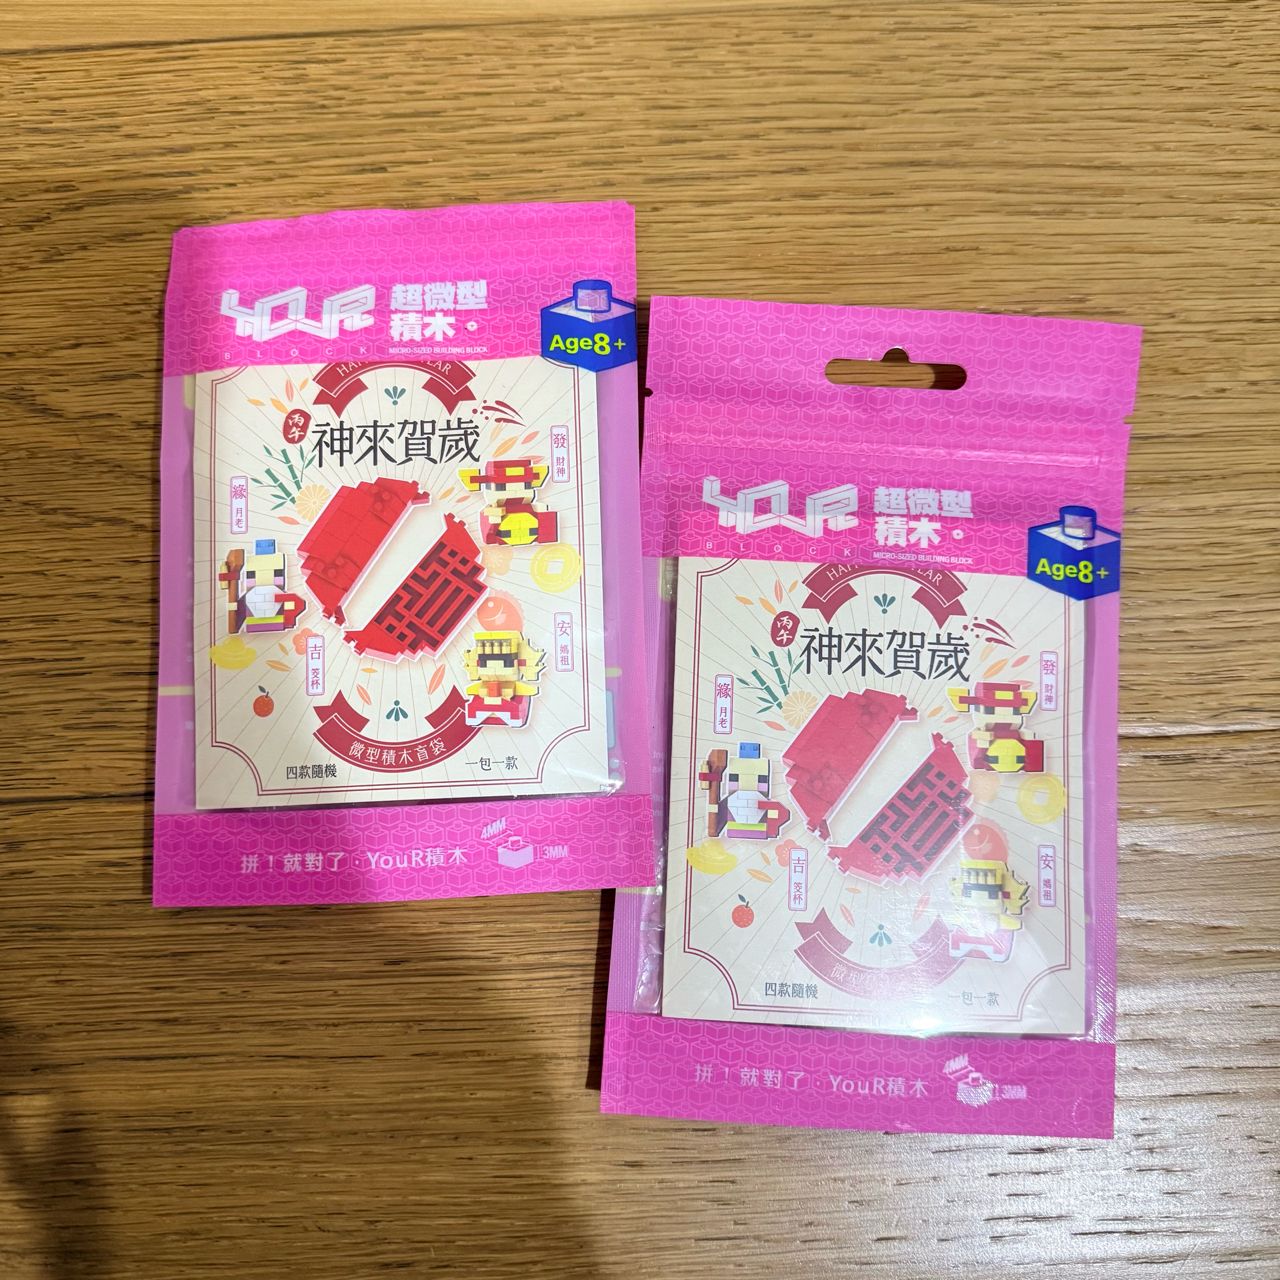 YOUR
BLOCK
超微型
積木。
MICRO-SIZED BUILDING BLOCK
Age8+
丙午
神來賀歲
發 財神
緣 月老
安 媽祖
吉 筊杯
微型積木盲袋
四款隨機
一包一款
拼！就對了．YouR積木
4MM
3MM
YOUR
BLOCK
超微型
積木。
MICRO-SIZED BUILDING BLOCK
Age8+
丙午
神來賀歲
發 財神
緣 月老
安 媽祖
吉 筊杯
四款隨機
一包一款
拼！就對了．YouR積木
4MM
3MM